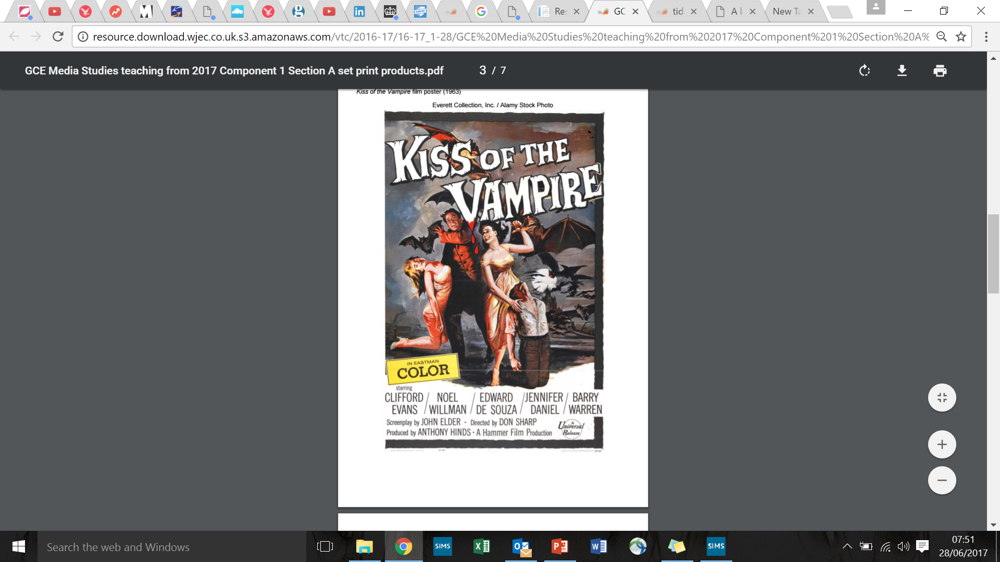 Re:
GC
tid
A l
New Ta
resource.download.wjec.co.uk.s3.amazonaws.com/vtc/2016-17/16-17_1-28/GCE%20Media%20Studies%20teaching%20from%202017%20Component%201%20Section%20A%
GCE Media Studies teaching from 2017 Component 1 Section A set print products.pdf
3 / 7
Kiss of the Vampire film poster (1963)
Everett Collection, Inc. / Alamy Stock Photo
KISS OF THE
VAMPIRE
IN EASTMAN
COLOR
starring
CLIFFORD / NOEL / EDWARD / JENNIFER / BARRY
EVANS / WILLMAN / DE SOUZA / DANIEL / WARREN
Screenplay by JOHN ELDER · Directed by DON SHARP
Produced by ANTHONY HINDS · A Hammer Film Production
A
Universal
Release
Search the web and Windows
SIMS
SIMS
07:51
28/06/2017